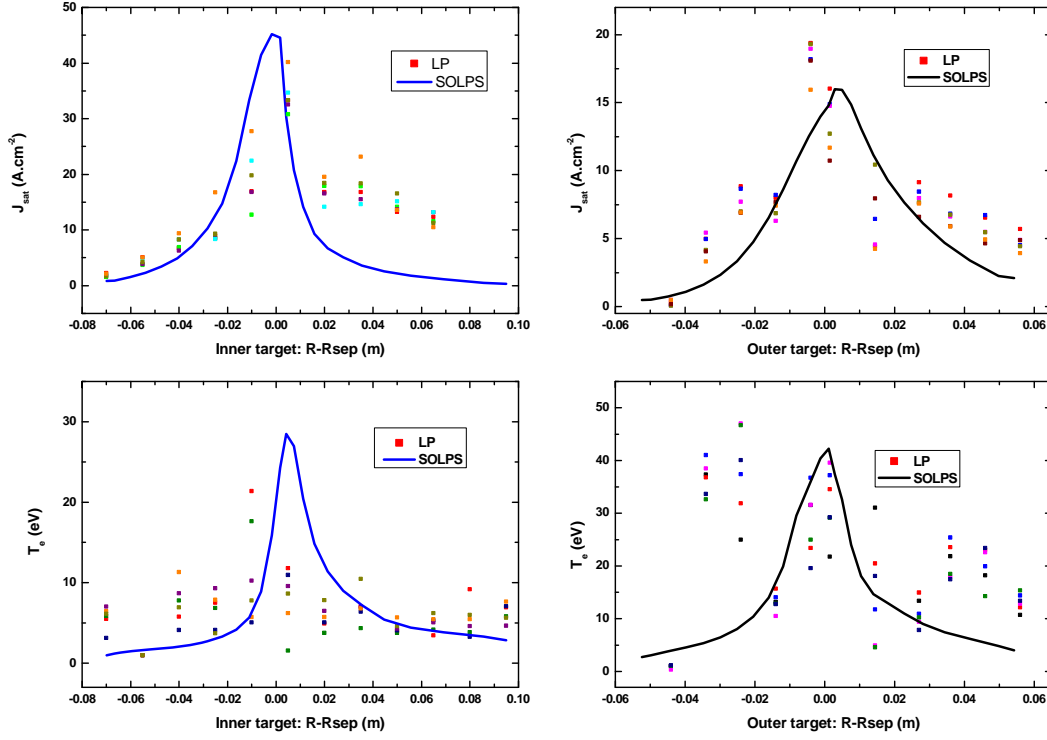 50
40
30
20
10
0
-0.08 -0.06 -0.04 -0.02 0.00 0.02 0.04 0.06 0.08 0.10
J_sat (A.cm⁻²)
Inner target: R-Rsep (m)
LP
SOLPS
20
15
10
5
0
-0.06 -0.04 -0.02 0.00 0.02 0.04 0.06
J_sat (A.cm⁻²)
Outer target: R-Rsep (m)
LP
SOLPS
30
20
10
0
-0.08 -0.06 -0.04 -0.02 0.00 0.02 0.04 0.06 0.08 0.10
T_e (eV)
Inner target: R-Rsep (m)
LP
SOLPS
50
40
30
20
10
0
-0.06 -0.04 -0.02 0.00 0.02 0.04 0.06
T_e (eV)
Outer target: R-Rsep (m)
LP
SOLPS